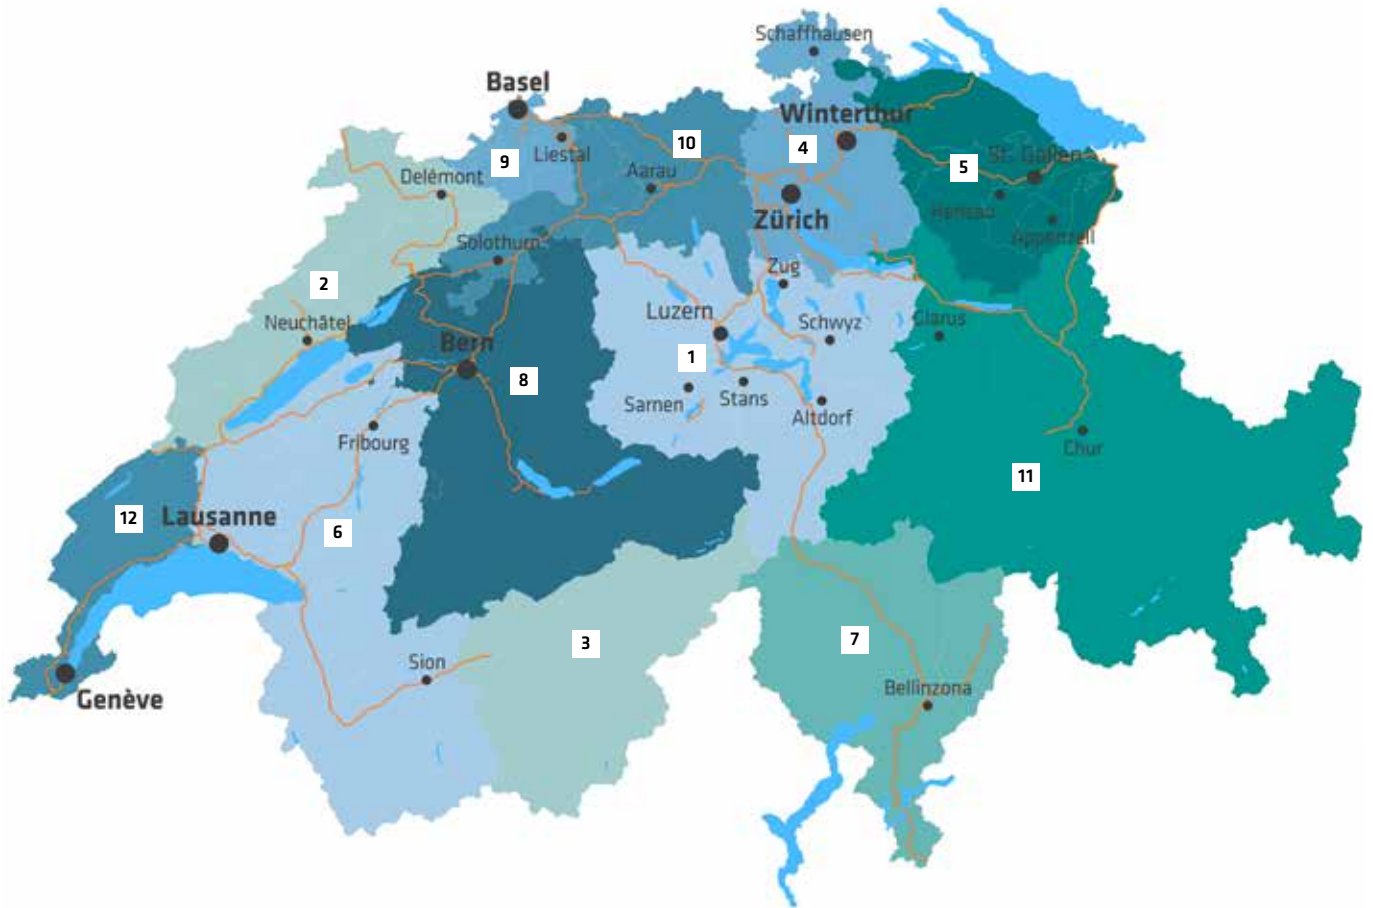 Schaffhausen
Basel
Winterthur
4
10
9
Liestal
5
St. Gallen
Delémont
Aarau
Zürich
Herisau
Appenzell
Solothurn
Zug
2
Neuchâtel
Luzern
Schwyz
Glarus
Bern
1
8
Sarnen
Stans
Altdorf
Fribourg
Chur
11
12
Lausanne
6
3
7
Sion
Bellinzona
Genève